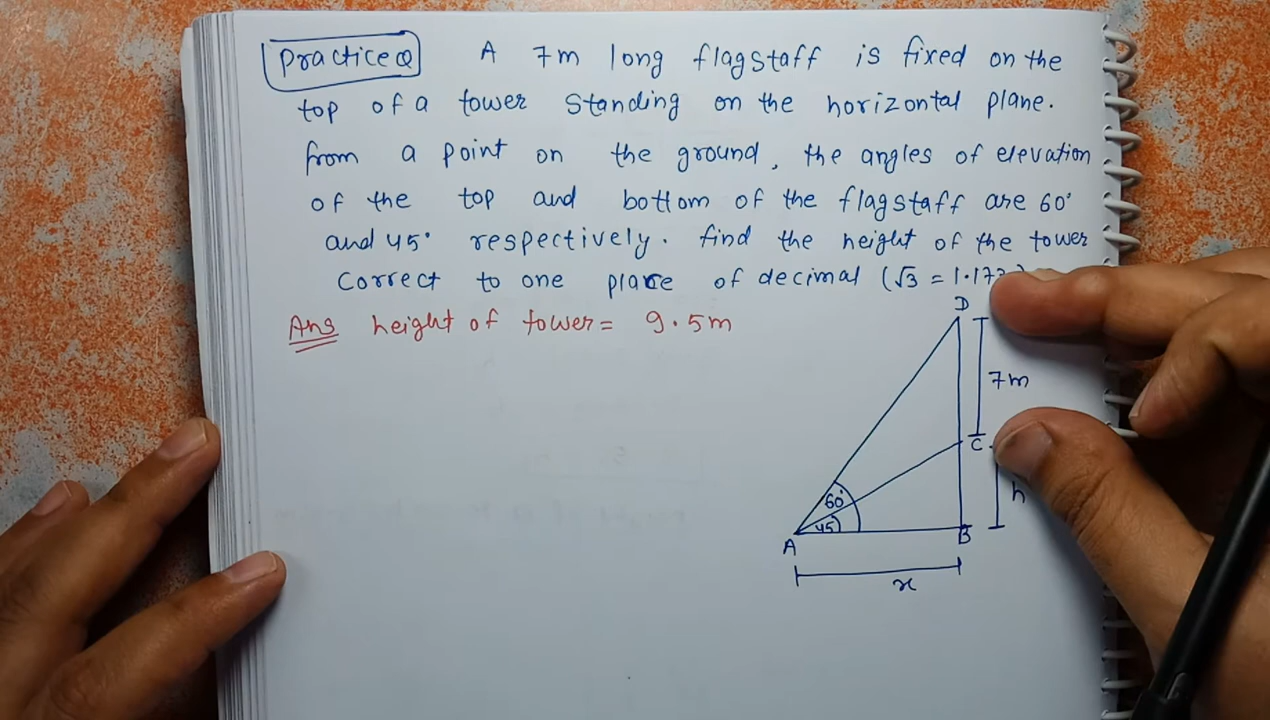 Practice Q A 7m long flagstaff is fixed on the
top of a tower standing on the horizontal plane.
from a point on the ground, the angles of elevation
of the top and bottom of the flagstaff are 60°
and 45° respectively. find the height of the tower
correct to one place of decimal (√3 = 1.173
Ans height of tower = 9.5m
D
7m
C
h
60°
45
A
B
x